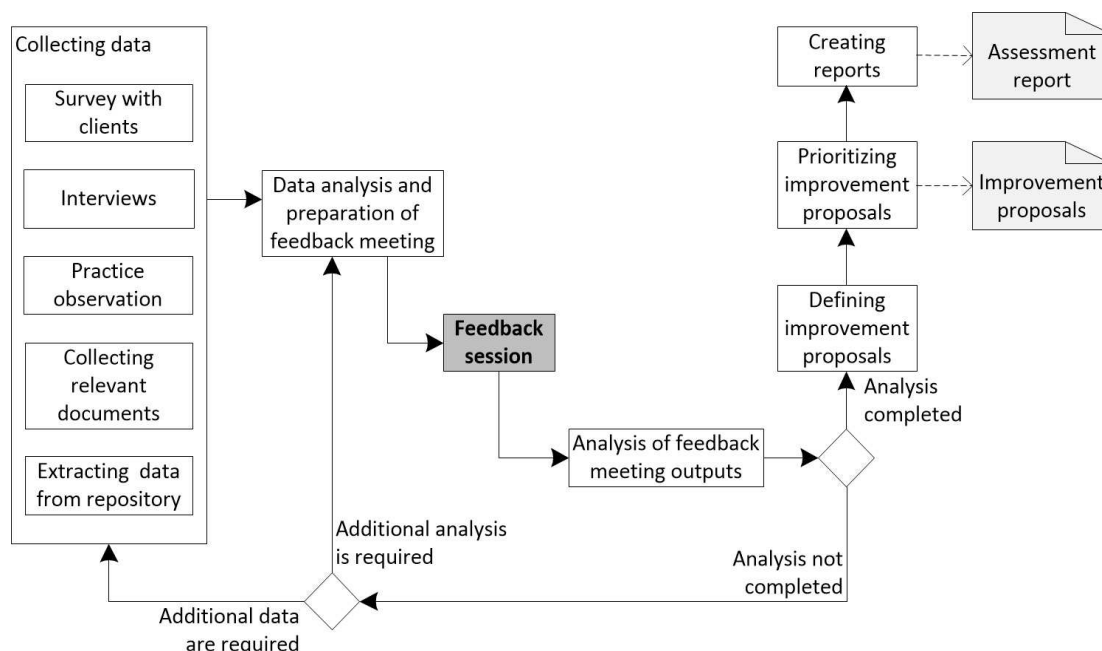 Collecting data
Survey with
clients
Interviews
Practice
observation
Collecting
relevant
documents
Extracting data
from repository
Data analysis and
preparation of
feedback meeting
Feedback
session
Analysis of feedback
meeting outputs
Analysis
completed
Defining
improvement
proposals
Prioritizing
improvement
proposals
Improvement
proposals
Creating
reports
Assessment
report
Analysis not
completed
Additional analysis
is required
Additional data
are required